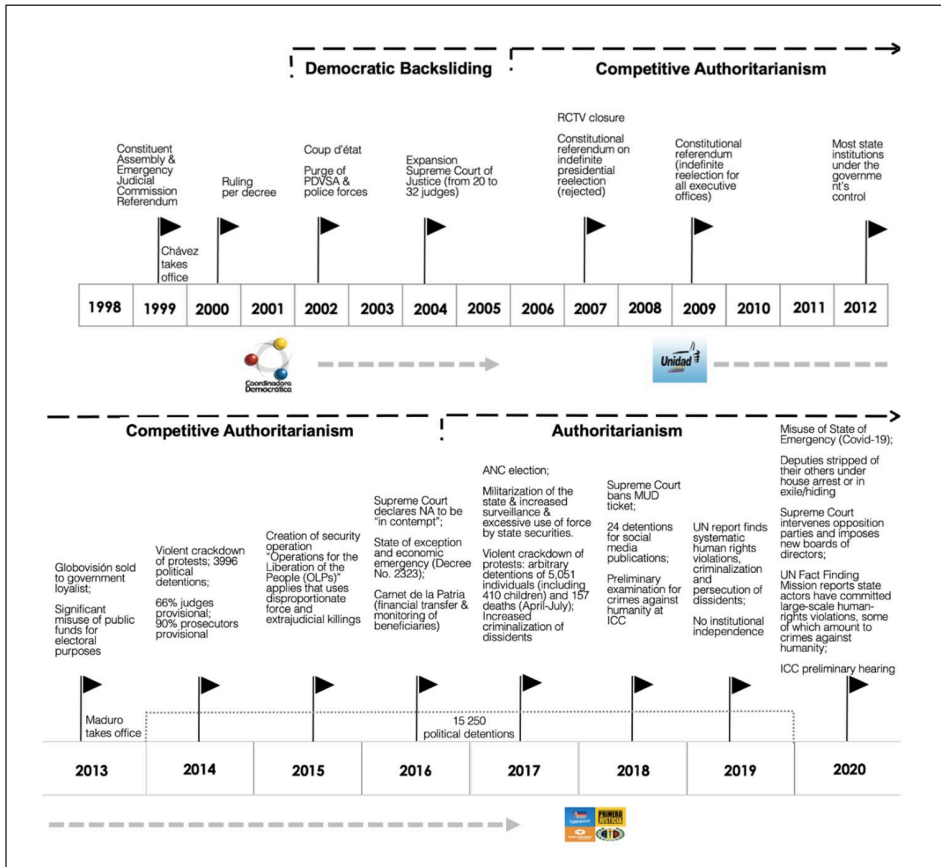 Democratic Backsliding
Competitive Authoritarianism
Constituent
Assembly &
Emergency
Judicial
Commission
Referendum
Chávez
takes
office
Ruling
per decree
Coup d'état
Purge of
PDVSA &
police forces
Expansion
Supreme Court of
Justice (from 20 to
32 judges)
RCTV closure
Constitutional
referendum on
indefinite
presidential
reelection
(rejected)
Constitutional
referendum
(indefinite
reelection for
all executive
offices)
Most state
institutions
under the
governme
nt's
control
1998 1999 2000 2001 2002 2003 2004 2005 2006 2007 2008 2009 2010 2011 2012
Coordinadora
Democrática
Unidad
Competitive Authoritarianism
Authoritarianism
Globovisión sold
to government
loyalist;
Significant
misuse of public
funds for
electoral
purposes
Maduro
takes office
Violent crackdown
of protests; 3996
political
detentions;
66% judges
provisional;
90% prosecutors
provisional
Creation of security
operation
"Operations for the
Liberation of the
People (OLPs)"
applies that uses
disproportionate
force and
extrajudicial killings
Supreme Court
declares NA to be
"in contempt";
State of exception
and economic
emergency (Decree
No. 2323);
Carnet de la Patria
(financial transfer &
monitoring of
beneficiaries)
ANC election;
Militarization of the
state & increased
surveillance &
excessive use of force
by state securities.
Violent crackdown of
protests: arbitrary
detentions of 5,051
individuals (including
410 children) and 157
deaths (April-July);
Increased
criminalization of
dissidents
Supreme Court
bans MUD
ticket;
24 detentions
for social
media
publications;
Preliminary
examination for
crimes against
humanity at
ICC
UN report finds
systematic
human rights
violations,
criminalization
and
persecution of
dissidents;
No institutional
independence
Misuse of State of
Emergency (Covid-19);
Deputies stripped of
their others under
house arrest or in
exile/hiding
Supreme Court
intervenes opposition
parties and imposes
new boards of
directors;
UN Fact Finding
Mission reports state
actors have committed
large-scale human-
rights violations, some
of which amount to
crimes against
humanity;
ICC preliminary hearing
15 250
political detentions
2013 2014 2015 2016 2017 2018 2019 2020
PRIMERO
JUSTICIA